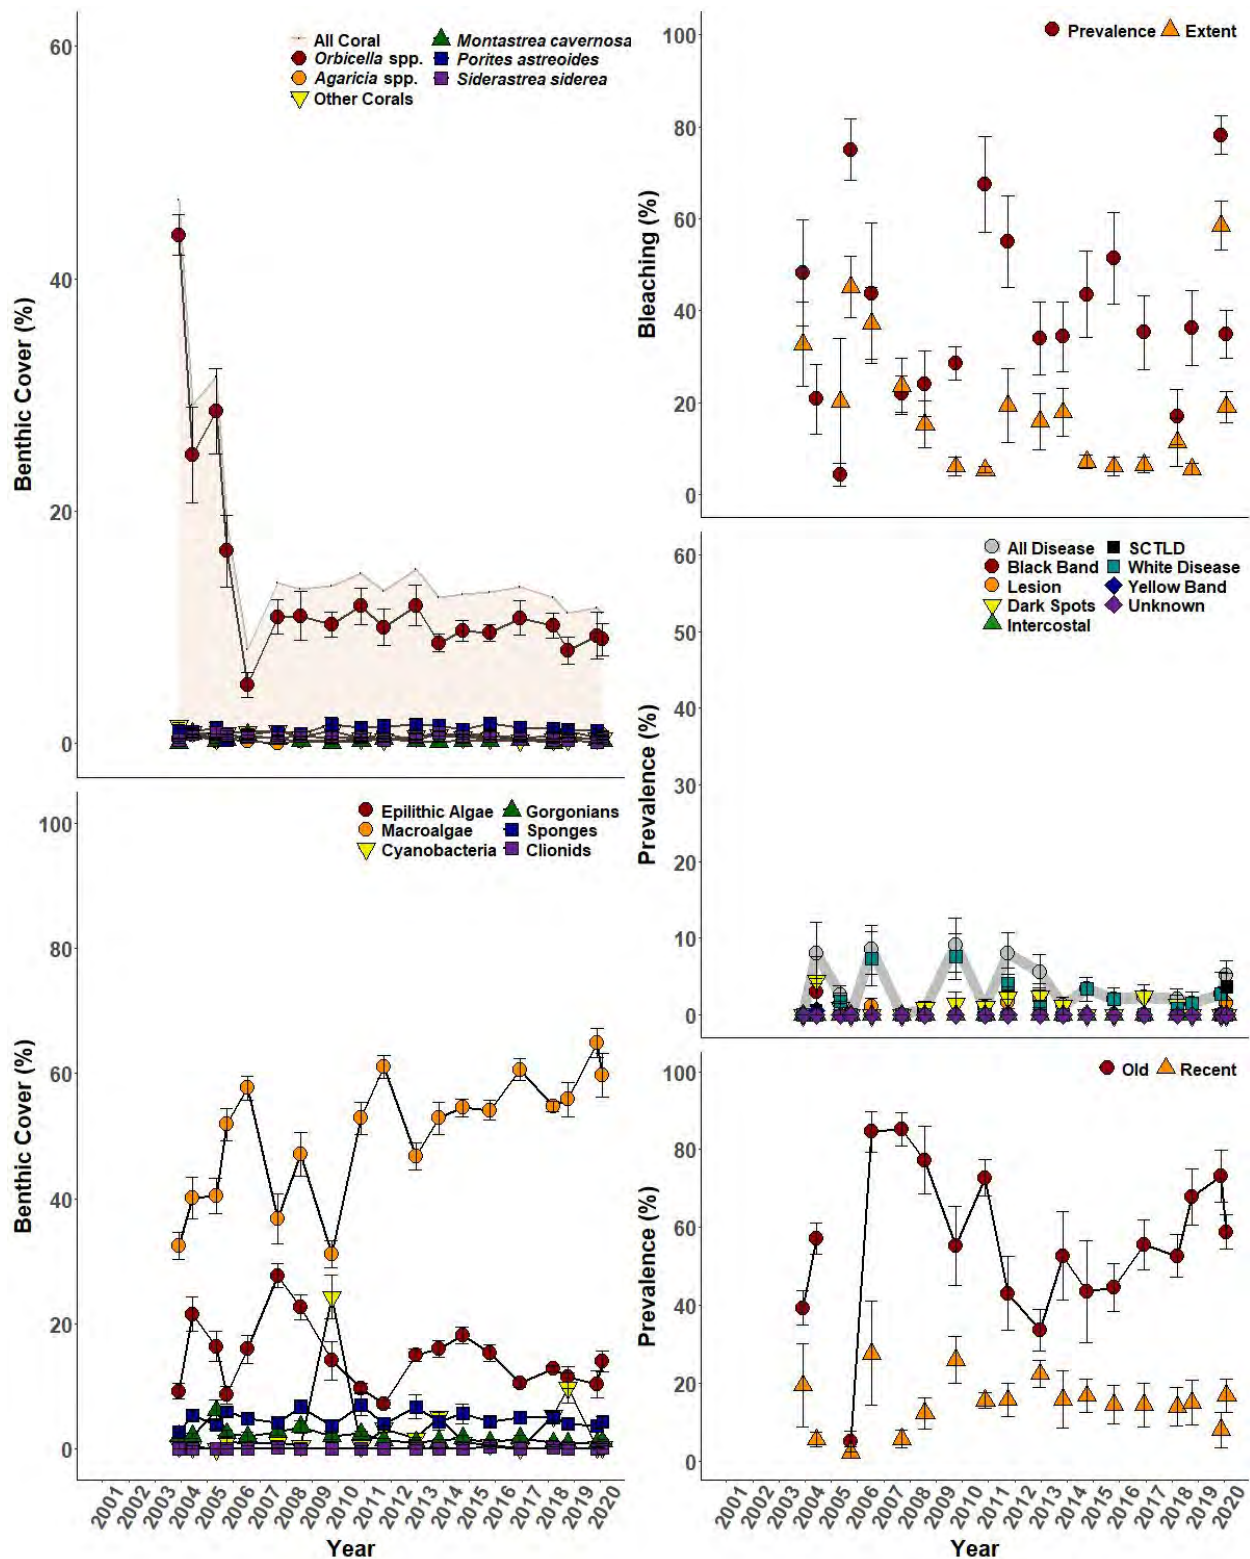 All Coral
Orbicella spp.
Agaricia spp.
Other Corals
Montastrea cavernosa
Porites astreoides
Siderastrea siderea
Benthic Cover (%)
60
40
20
0
Prevalence
Extent
Bleaching (%)
100
80
60
40
20
0
All Disease
Black Band
Lesion
Dark Spots
Intercostal
SCTLD
White Disease
Yellow Band
Unknown
Prevalence (%)
60
50
40
30
20
10
0
Epilithic Algae
Macroalgae
Cyanobacteria
Gorgonians
Sponges
Clionids
Benthic Cover (%)
100
80
60
40
20
0
2001 2002 2003 2004 2005 2006 2007 2008 2009 2010 2011 2012 2013 2014 2015 2016 2017 2018 2019 2020
Year
Old
Recent
Prevalence (%)
100
80
60
40
20
0
2001 2002 2003 2004 2005 2006 2007 2008 2009 2010 2011 2012 2013 2014 2015 2016 2017 2018 2019 2020
Year